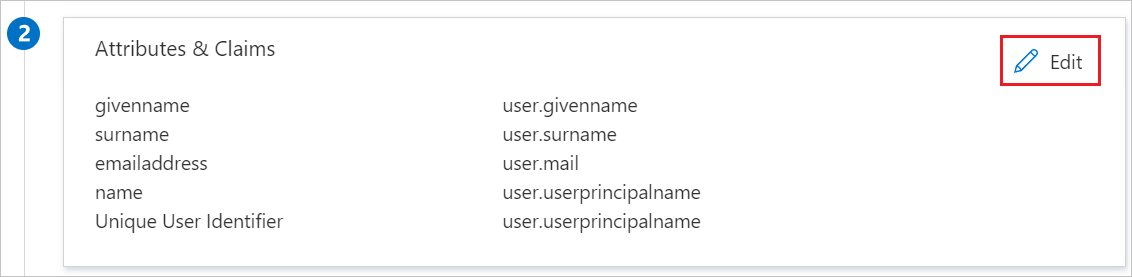 2
Attributes & Claims
Edit
givenname user.givenname
surname user.surname
emailaddress user.mail
name user.userprincipalname
Unique User Identifier user.userprincipalname